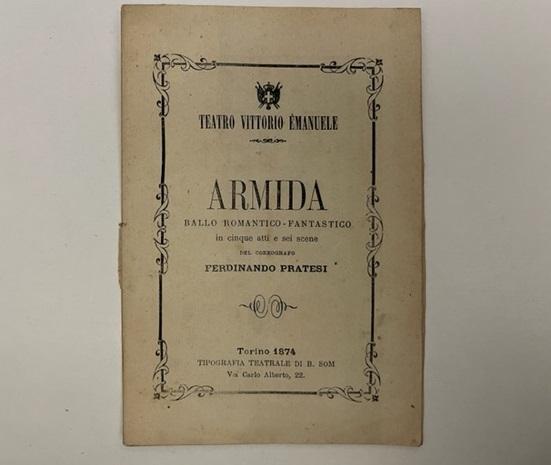 TEATRO VITTORIO ÉMANUELE
ARMIDA
BALLO ROMANTICO-FANTASTICO
in cinque atti e sei scene
DEL COREOGRAFO
FERDINANDO PRATESI
Torino 1874
TIPOGRAFIA TEATRALE DI B. SOM
Via Carlo Alberto, 22.